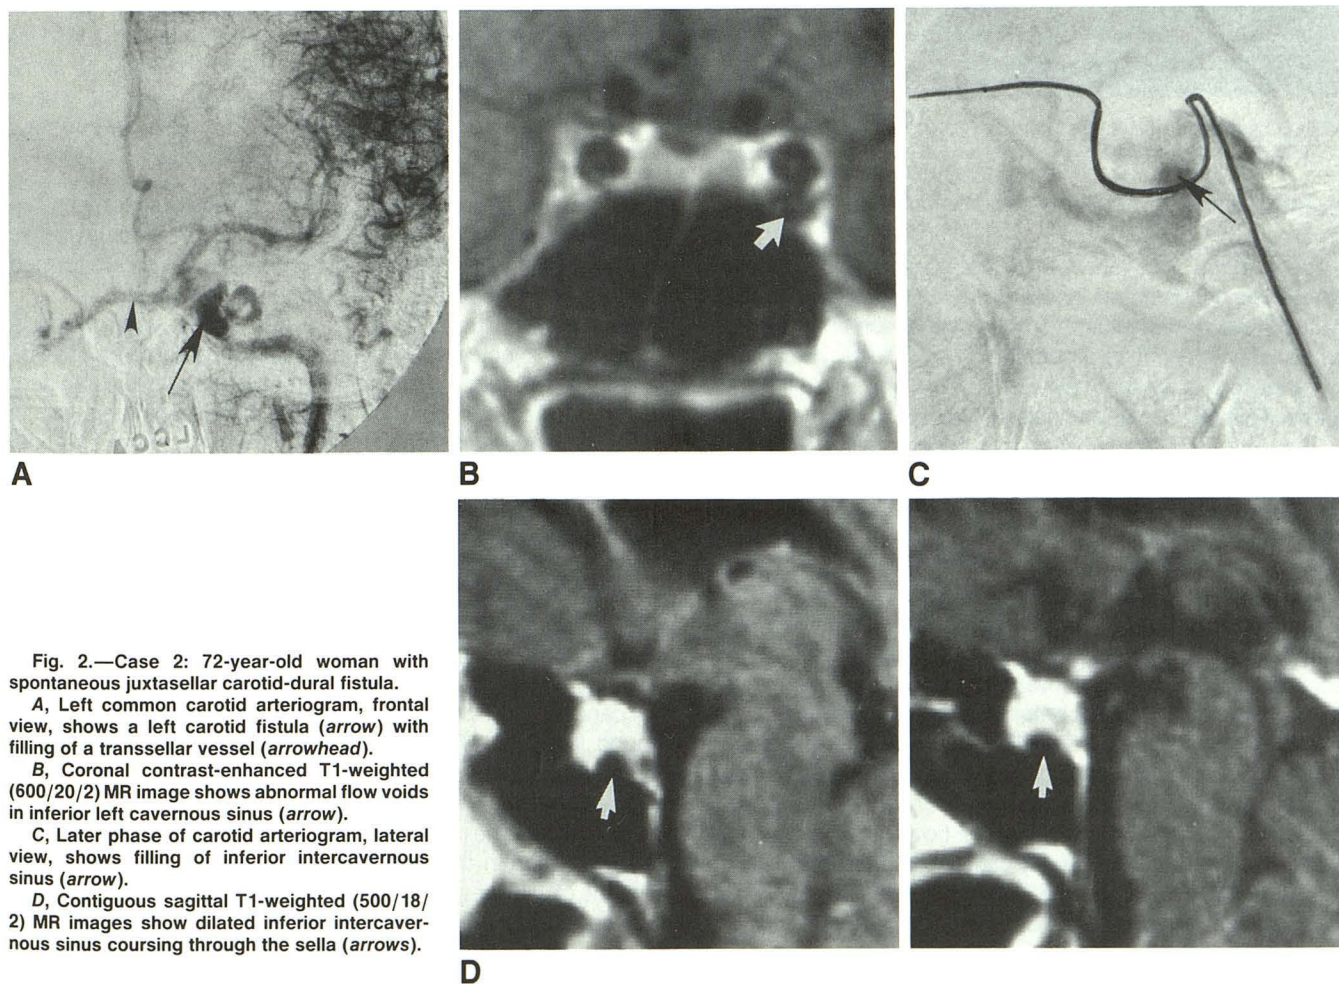 A
B
C
Fig. 2.—Case 2: 72-year-old woman with
spontaneous juxtasellar carotid-dural fistula.
A, Left common carotid arteriogram, frontal
view, shows a left carotid fistula (arrow) with
filling of a transsellar vessel (arrowhead).
B, Coronal contrast-enhanced T1-weighted
(600/20/2) MR image shows abnormal flow voids
in inferior left cavernous sinus (arrow).
C, Later phase of carotid arteriogram, lateral
view, shows filling of inferior intercavernous
sinus (arrow).
D, Contiguous sagittal T1-weighted (500/18/
2) MR images show dilated inferior intercaver-
nous sinus coursing through the sella (arrows).
D